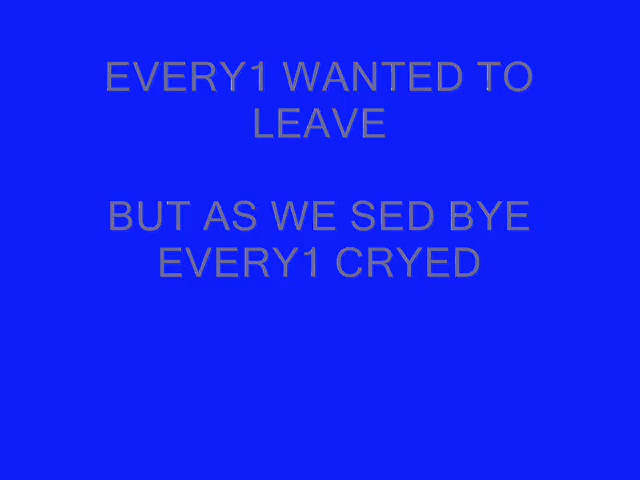 EVERY1 WANTED TO
LEAVE
BUT AS WE SED BYE
EVERY1 CRYED